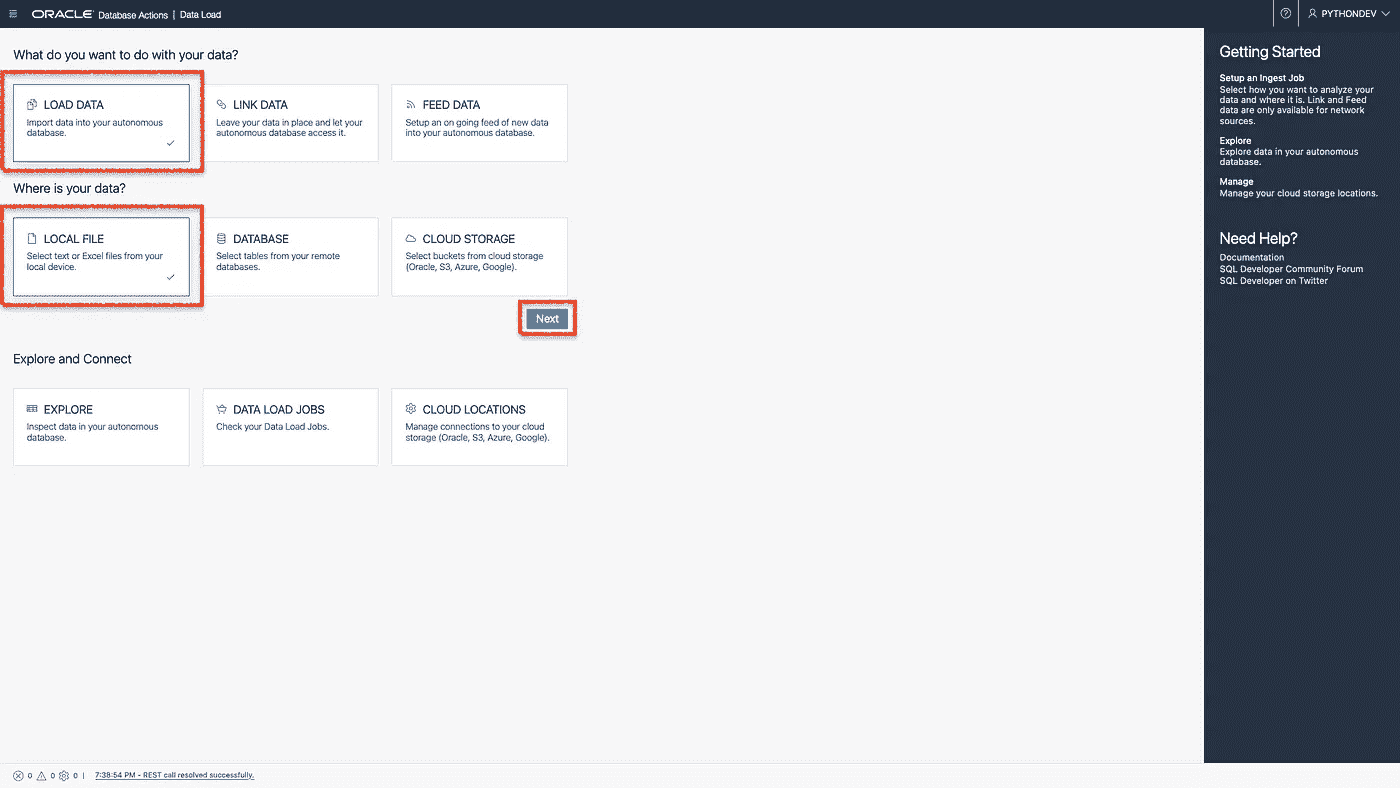 ORACLE Database Actions | Data Load
PYTHONDEV
What do you want to do with your data?
LOAD DATA
Import data into your autonomous
database.
LINK DATA
Leave your data in place and let your
autonomous database access it.
FEED DATA
Setup an on going feed of new data
into your autonomous database.
Where is your data?
LOCAL FILE
Select text or Excel files from your
local device.
DATABASE
Select tables from your remote
databases.
CLOUD STORAGE
Select buckets from cloud storage
(Oracle, S3, Azure, Google).
Next
Explore and Connect
EXPLORE
Inspect data in your autonomous
database.
DATA LOAD JOBS
Check your Data Load Jobs.
CLOUD LOCATIONS
Manage connections to your cloud
storage (Oracle, S3, Azure, Google).
Getting Started
Setup an Ingest Job
Select how you want to analyze your
data and where it is. Link and Feed
data are only available for network
sources.
Explore
Explore data in your autonomous
database.
Manage
Manage your cloud storage locations.
Need Help?
Documentation
SQL Developer Community Forum
SQL Developer on Twitter
0 0 0 | 7:38:54 PM - REST call resolved successfully.